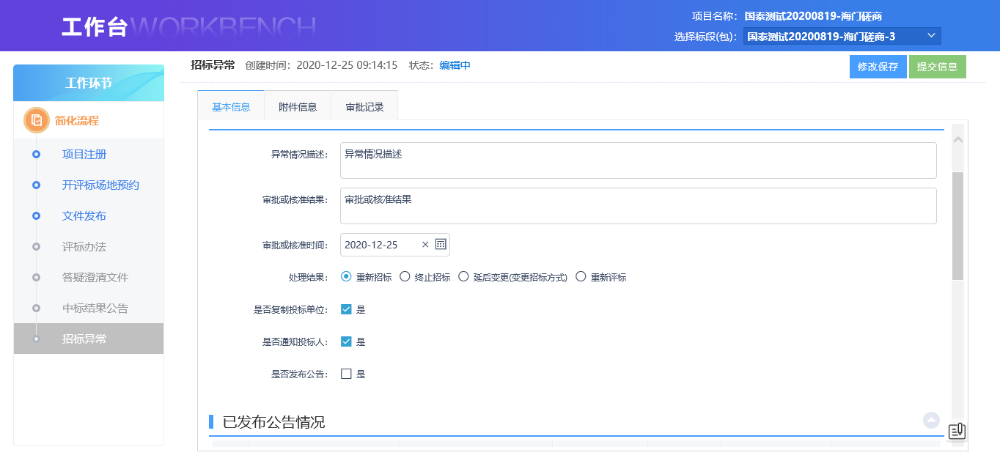 工作台WORKBENCH
项目名称：国泰测试20200819-海门磋商
选择标段(包)：国泰测试20200819-海门磋商-3
招标异常 创建时间：2020-12-25 09:14:15 状态：编辑中
修改保存 提交信息
工作环节
简化流程
项目注册
开评标场地预约
文件发布
评标办法
答疑澄清文件
中标结果公告
招标异常
基本信息 附件信息 审批记录
异常情况描述：异常情况描述
审批或核准结果：审批或核准结果
审批或核准时间：2020-12-25
处理结果：重新招标 终止招标 延后变更(变更招标方式) 重新评标
是否复制投标单位：是
是否通知投标人：是
是否发布公告：是
已发布公告情况